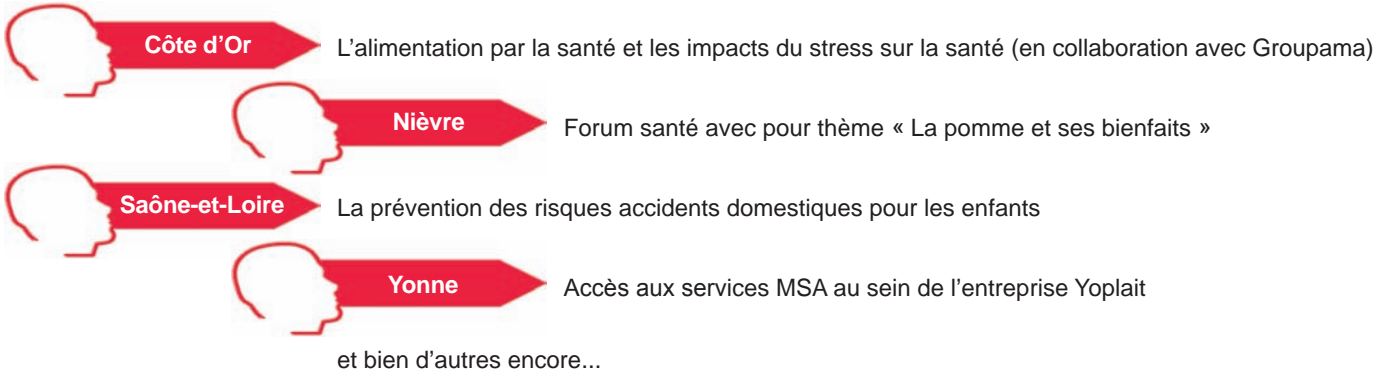 Côte d'Or L'alimentation par la santé et les impacts du stress sur la santé (en collaboration avec Groupama)
Nièvre Forum santé avec pour thème « La pomme et ses bienfaits »
Saône-et-Loire La prévention des risques accidents domestiques pour les enfants
Yonne Accès aux services MSA au sein de l'entreprise Yoplait
et bien d'autres encore...